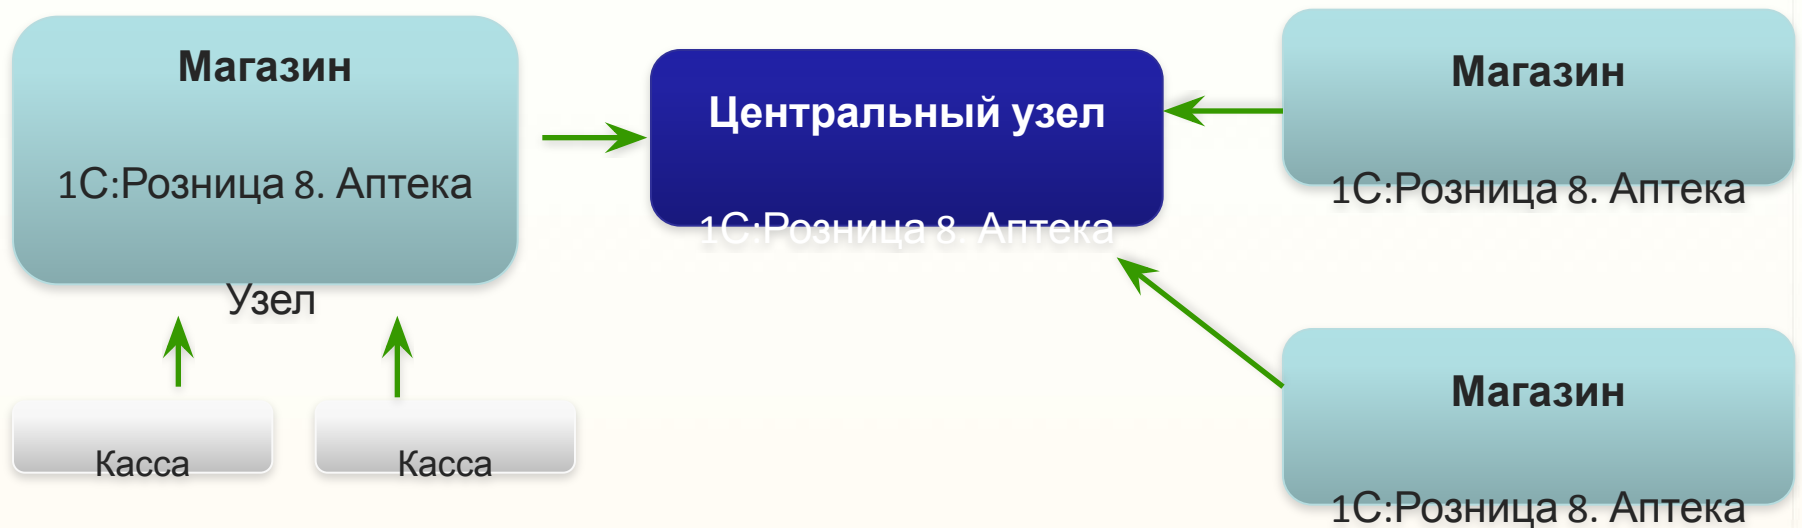 Магазин
1С:Розница 8. Аптека
Узел
Касса
Касса
Центральный узел
1С:Розница 8. Аптека
Магазин
1С:Розница 8. Аптека
Магазин
1С:Розница 8. Аптека